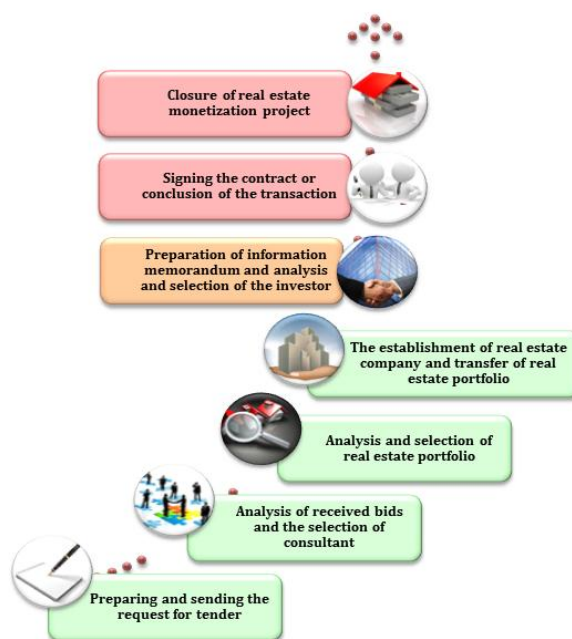 Closure of real estate
monetization project
Signing the contract or
conclusion of the transaction
Preparation of information
memorandum and analysis
and selection of the investor
The establishment of real estate
company and transfer of real
estate portfolio
Analysis and selection of
real estate portfolio
Analysis of received bids
and the selection of
consultant
Preparing and sending the
request for tender